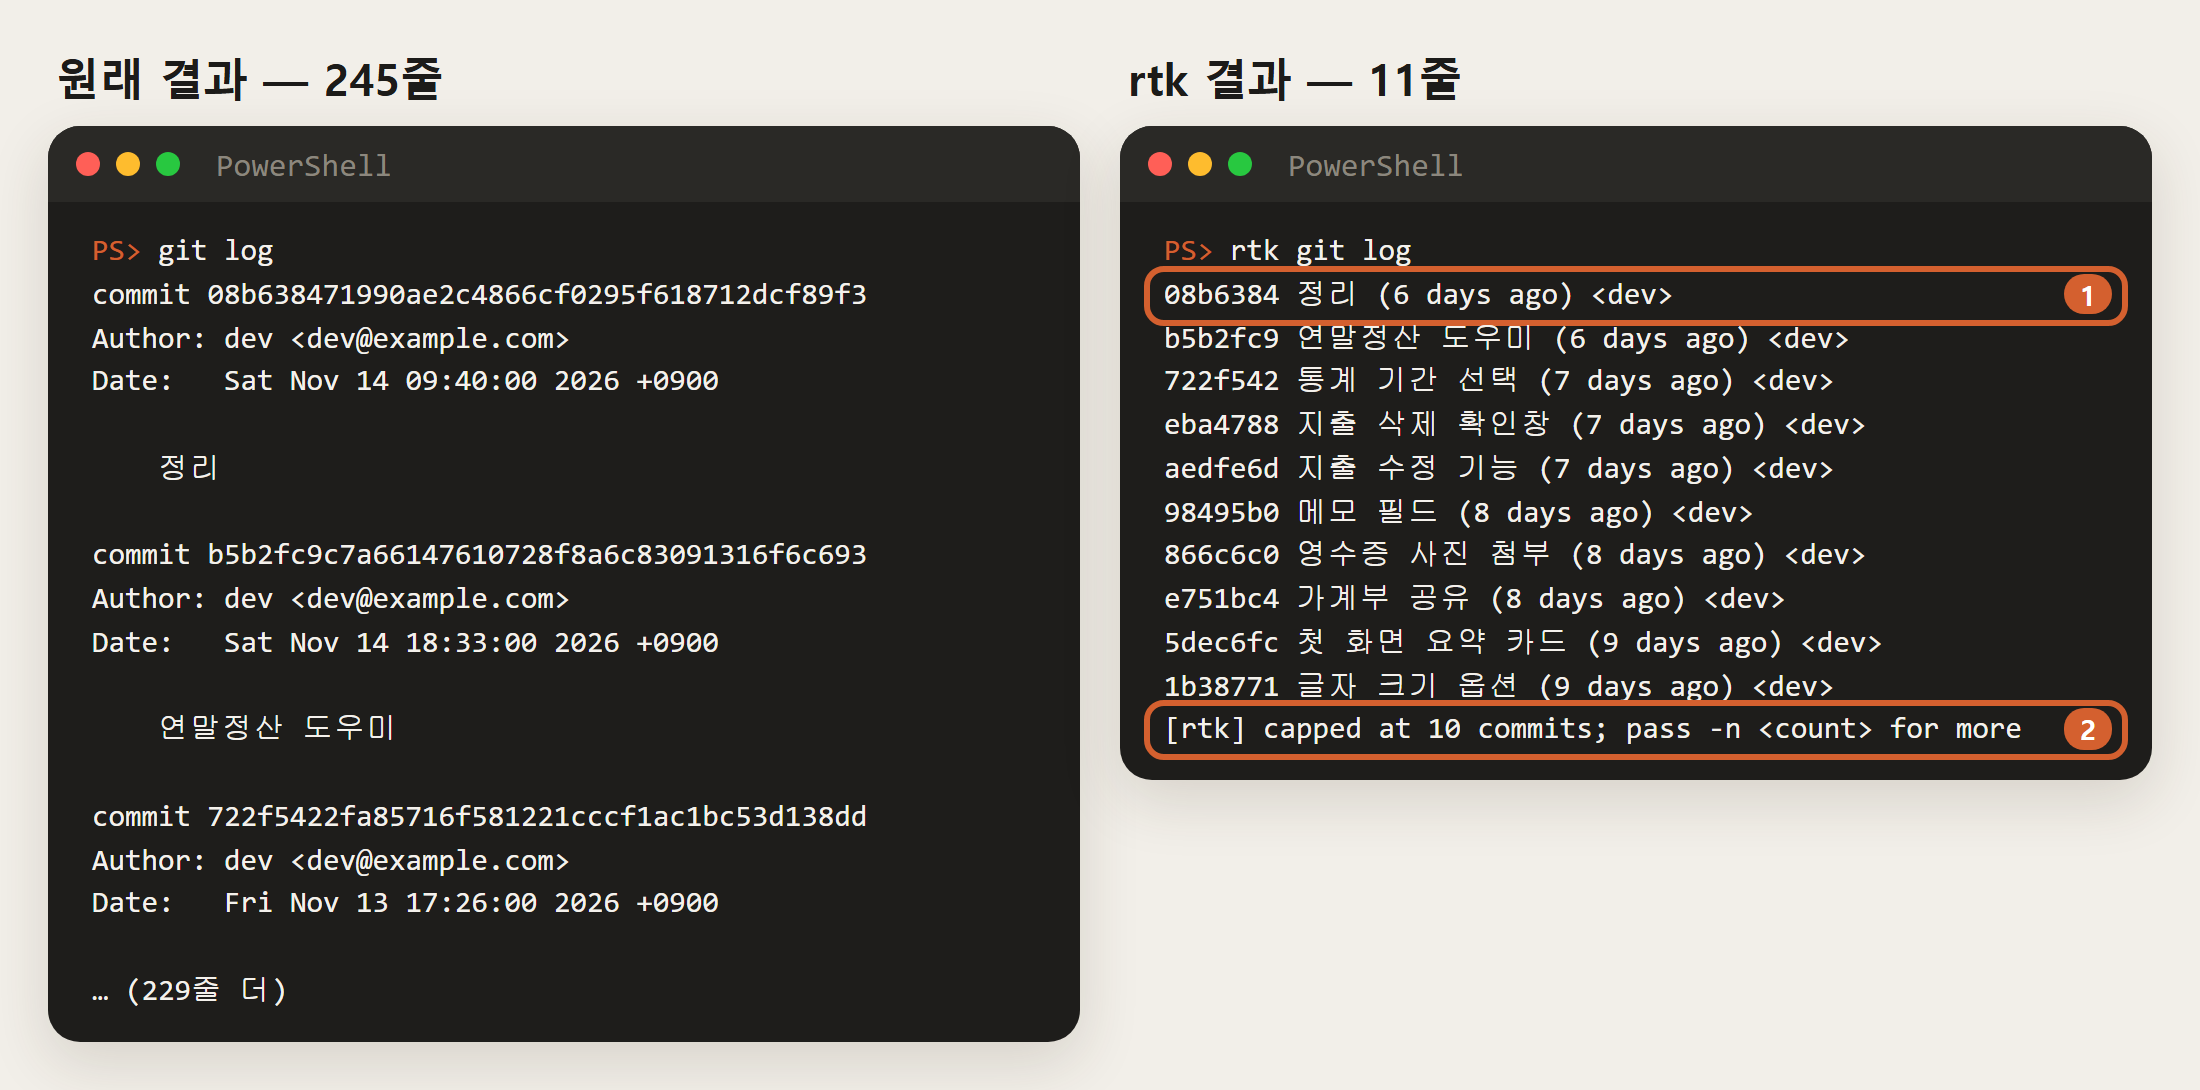 원래 결과 — 245줄
PowerShell
PS> git log
commit 08b638471990ae2c4866cf0295f618712dcf89f3
Author: dev <dev@example.com>
Date:   Sat Nov 14 09:40:00 2026 +0900
정리
commit b5b2fc9c7a66147610728f8a6c83091316f6c693
Author: dev <dev@example.com>
Date:   Sat Nov 14 18:33:00 2026 +0900
연말정산 도우미
commit 722f5422fa85716f581221cccf1ac1bc53d138dd
Author: dev <dev@example.com>
Date:   Fri Nov 13 17:26:00 2026 +0900
… (229줄 더)
rtk 결과 — 11줄
PowerShell
PS> rtk git log
08b6384 정리 (6 days ago) <dev> 1
b5b2fc9 연말정산 도우미 (6 days ago) <dev>
722f542 통계 기간 선택 (7 days ago) <dev>
eba4788 지출 삭제 확인창 (7 days ago) <dev>
aedfe6d 지출 수정 기능 (7 days ago) <dev>
98495b0 메모 필드 (8 days ago) <dev>
866c6c0 영수증 사진 첨부 (8 days ago) <dev>
e751bc4 가계부 공유 (8 days ago) <dev>
5dec6fc 첫 화면 요약 카드 (9 days ago) <dev>
1b38771 글자 크기 옵션 (9 days ago) <dev>
[rtk] capped at 10 commits; pass -n <count> for more 2